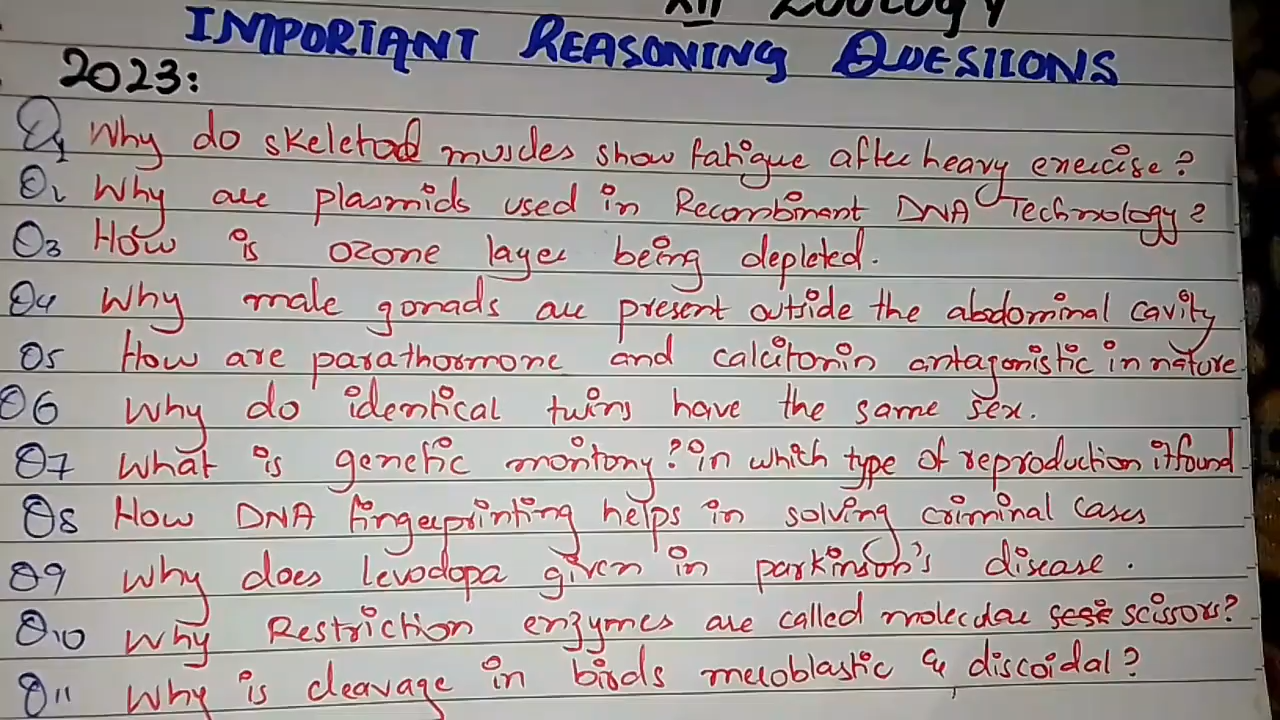 XII Zoology
IMPORTANT REASONING QUESTIONS
2023:
Q1 Why do skeletal muscles show fatigue after heavy exercise?
Q2 Why are plasmids used in Recombinant DNA Technology?
Q3 How is ozone layer being depleted.
Q4 Why male gonads are present outside the abdominal cavity
Q5 How are parathormone and calcitonin antagonistic in nature
Q6 Why do identical twins have the same sex.
Q7 What is genetic montony? in which type of reproduction it found
Q8 How DNA fingerprinting helps in solving criminal cases
Q9 Why does levodopa given in parkinson's disease.
Q10 Why Restriction enzymes are called molecular scissors?
Q11 Why is cleavage in birds meroblastic & discoidal?